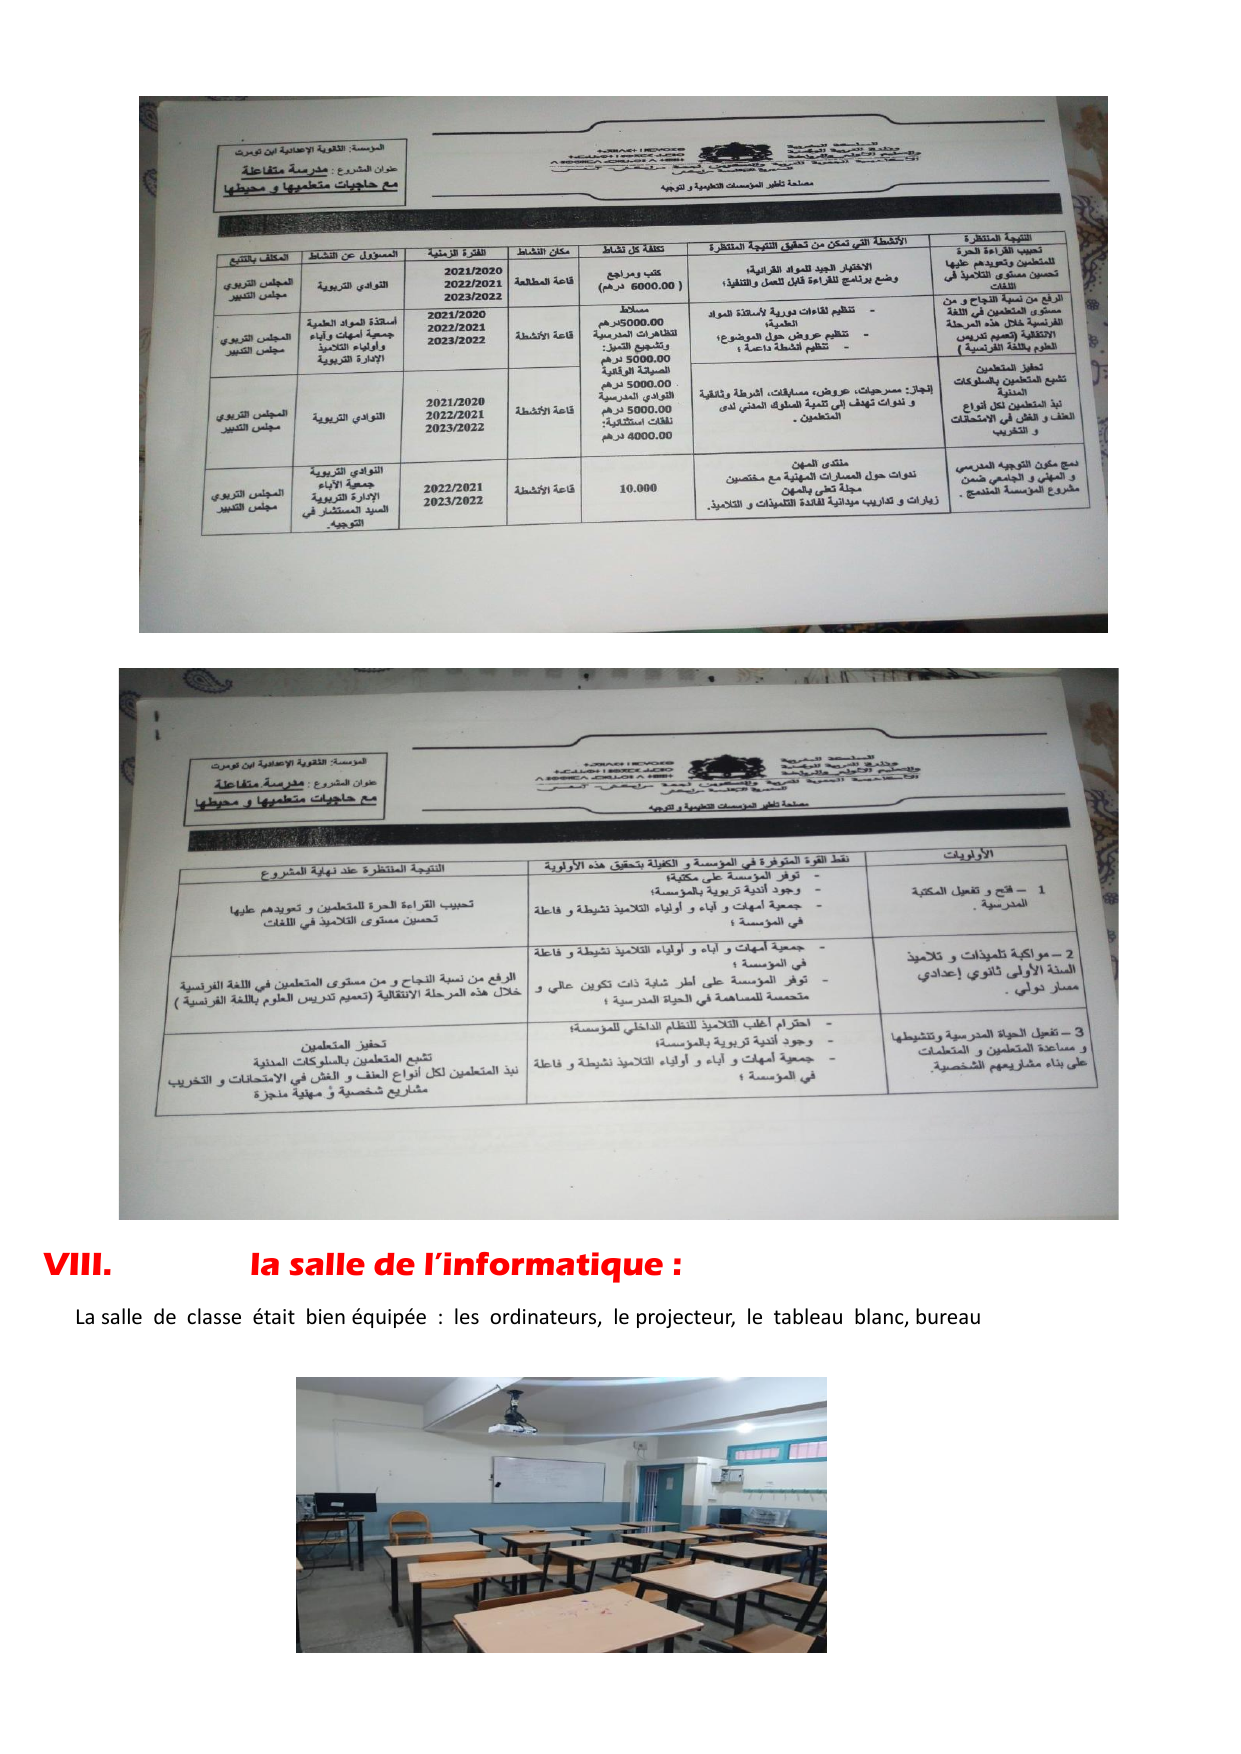 المؤسسة: الثانوية الإعدادية ابن تومرت
عنوان المشروع : مدرسة متفاعلة
مع حاجيات متعلميها و محيطها
المملكة المغربية
مصلحة تأطير المؤسسات التعليمية والتوجيه
النتيجة المنتظرة
الأنشطة التي تمكن من تحقيق النتيجة المنتظرة
تكلفة كل نشاط
مكان النشاط
الفترة الزمنية
المسؤول عن النشاط
المكلف بالتتبع
تحبيب القراءة الحرة
للمتعلمين وتعويدهم عليها
تحسين مستوى التلاميذ في
اللغات
الاختيار الجيد للمواد القرائية؛
وضع برنامج للقراءة قابل للعمل والتنفيذ؛
كتب ومراجع
( 6000.00 درهم)
قاعة المطالعة
2021/2020
2022/2021
2023/2022
النوادي التربوية
المجلس التربوي
مجلس التدبير
الرفع من نسبة النجاح و من
مستوى المتعلمين في اللغة
الفرنسية خلال هذه المرحلة
الانتقالية (تعميم تدريس
العلوم باللغة الفرنسية )
- تنظيم لقاءات دورية لأساتذة المواد
العلمية؛
- تنظيم عروض حول الموضوع؛
- تنظيم أنشطة داعمة ؛
مسلاط
5000.00درهم
لتظاهرات المدرسية
وتشجيع التميز:
5000.00 درهم
الصيانة الوقائية
5000.00 درهم
النوادي المدرسية
5000.00 درهم
نفقات استثنائية:
4000.00 درهم
قاعة الأنشطة
2021/2020
2022/2021
2023/2022
أساتذة المواد العلمية
جمعية أمهات وآباء
وأولياء التلاميذ
الإدارة التربوية
المجلس التربوي
مجلس التدبير
تحفيز المتعلمين
تشبع المتعلمين بالسلوكات
المدنية
نبذ المتعلمين لكل أنواع
العنف و الغش في الامتحانات
و التخريب
إنجاز: مسرحيات، عروض، مسابقات، أشرطة وثائقية
و ندوات تهدف إلى تنمية السلوك المدني لدى
المتعلمين .
قاعة الأنشطة
2021/2020
2022/2021
2023/2022
النوادي التربوية
المجلس التربوي
مجلس التدبير
دمج مكون التوجيه المدرسي
و المهني و الجامعي ضمن
مشروع المؤسسة المندمج .
منتدى المهن
ندوات حول المسارات المهنية مع مختصين
مجلة تعنى بالمهن
زيارات و تداريب ميدانية لفائدة التلميذات و التلاميذ.
10.000
قاعة الأنشطة
2022/2021
2023/2022
النوادي التربوية
جمعية الآباء
الإدارة التربوية
السيد المستشار في
التوجيه.
المجلس التربوي
مجلس التدبير
المؤسسة: الثانوية الإعدادية ابن تومرت
عنوان المشروع : مدرسة متفاعلة
مع حاجيات متعلميها و محيطها
المملكة المغربية
مصلحة تأطير المؤسسات التعليمية والتوجيه
الأولويات
نقط القوة المتوفرة في المؤسسة و الكفيلة بتحقيق هذه الأولوية
النتيجة المنتظرة عند نهاية المشروع
1 – فتح و تفعيل المكتبة
المدرسية .
- توفر المؤسسة على مكتبة؛
- وجود أندية تربوية بالمؤسسة؛
- جمعية أمهات و آباء و أولياء التلاميذ نشيطة و فاعلة
في المؤسسة ؛
تحبيب القراءة الحرة للمتعلمين و تعويدهم عليها
تحسين مستوى التلاميذ في اللغات
2 – مواكبة تلميذات و تلاميذ
السنة الأولى ثانوي إعدادي
مسار دولي .
- جمعية أمهات و آباء و أولياء التلاميذ نشيطة و فاعلة
في المؤسسة ؛
- توفر المؤسسة على أطر شابة ذات تكوين عالي و
متحمسة للمساهمة في الحياة المدرسية ؛
الرفع من نسبة النجاح و من مستوى المتعلمين في اللغة الفرنسية
خلال هذه المرحلة الانتقالية (تعميم تدريس العلوم باللغة الفرنسية )
3 – تفعيل الحياة المدرسية وتنشيطها
و مساعدة المتعلمين و المتعلمات
على بناء مشاريعهم الشخصية.
- احترام أغلب التلاميذ للنظام الداخلي للمؤسسة؛
- وجود أندية تربوية بالمؤسسة؛
- جمعية أمهات و آباء و أولياء التلاميذ نشيطة و فاعلة
في المؤسسة ؛
تحفيز المتعلمين
تشبع المتعلمين بالسلوكات المدنية
نبذ المتعلمين لكل أنواع العنف و الغش في الامتحانات و التخريب
مشاريع شخصية و مهنية منجزة
VIII. la salle de l’informatique :
La salle de classe était bien équipée : les ordinateurs, le projecteur, le tableau blanc, bureau